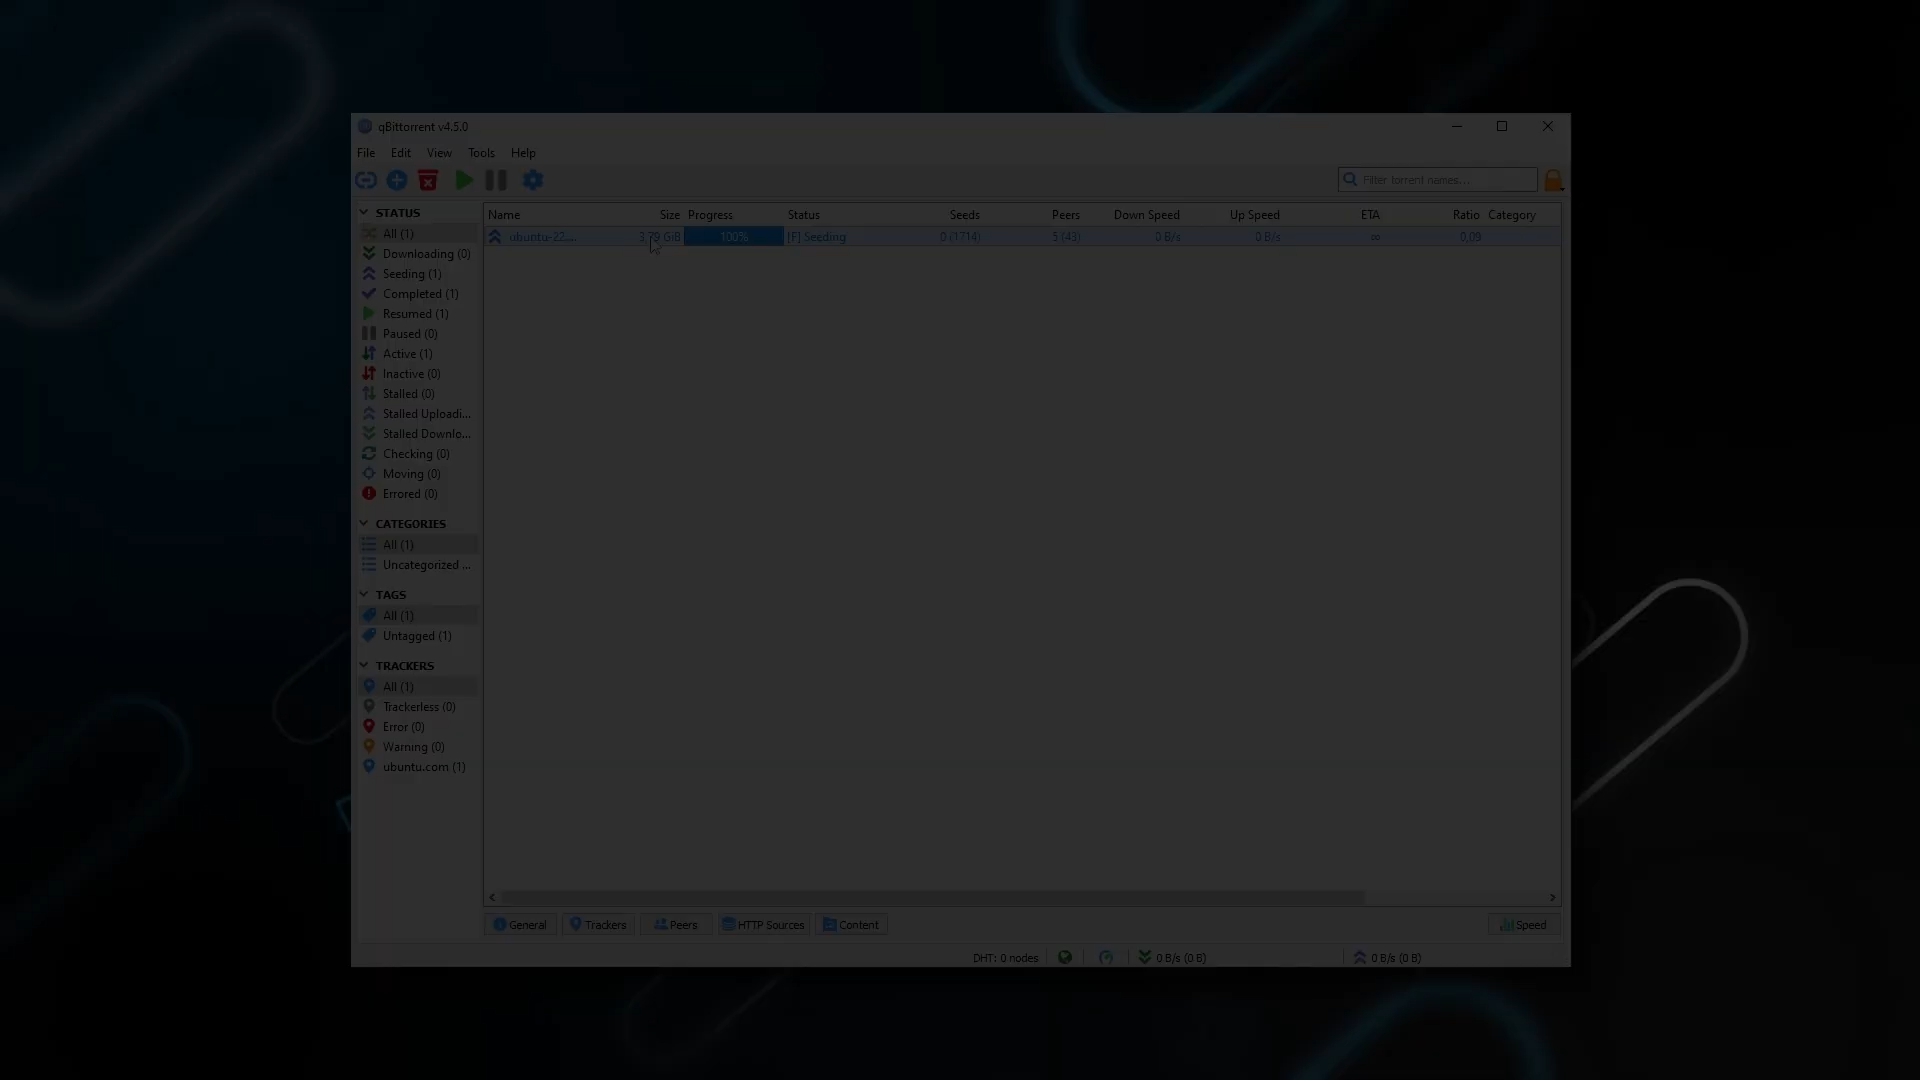 qBittorrent v4.5.0
File Edit View Tools Help
Filter torrent names...
STATUS
All (1)
Downloading (0)
Seeding (1)
Completed (1)
Resumed (1)
Paused (0)
Active (1)
Inactive (0)
Stalled (0)
Stalled Uploadi...
Stalled Downlo...
Checking (0)
Moving (0)
Errored (0)
CATEGORIES
All (1)
Uncategorized ...
TAGS
All (1)
Untagged (1)
TRACKERS
All (1)
Trackerless (0)
Error (0)
Warning (0)
ubuntu.com (1)
Name Size Progress Status Seeds Peers Down Speed Up Speed ETA Ratio Category
ubuntu-22.... 3.79 GiB 100% [F] Seeding 0 (1714) 5 (43) 0 B/s 0 B/s ∞ 0.09
General Trackers Peers HTTP Sources Content Speed
DHT: 0 nodes 0 B/s (0 B) 0 B/s (0 B)